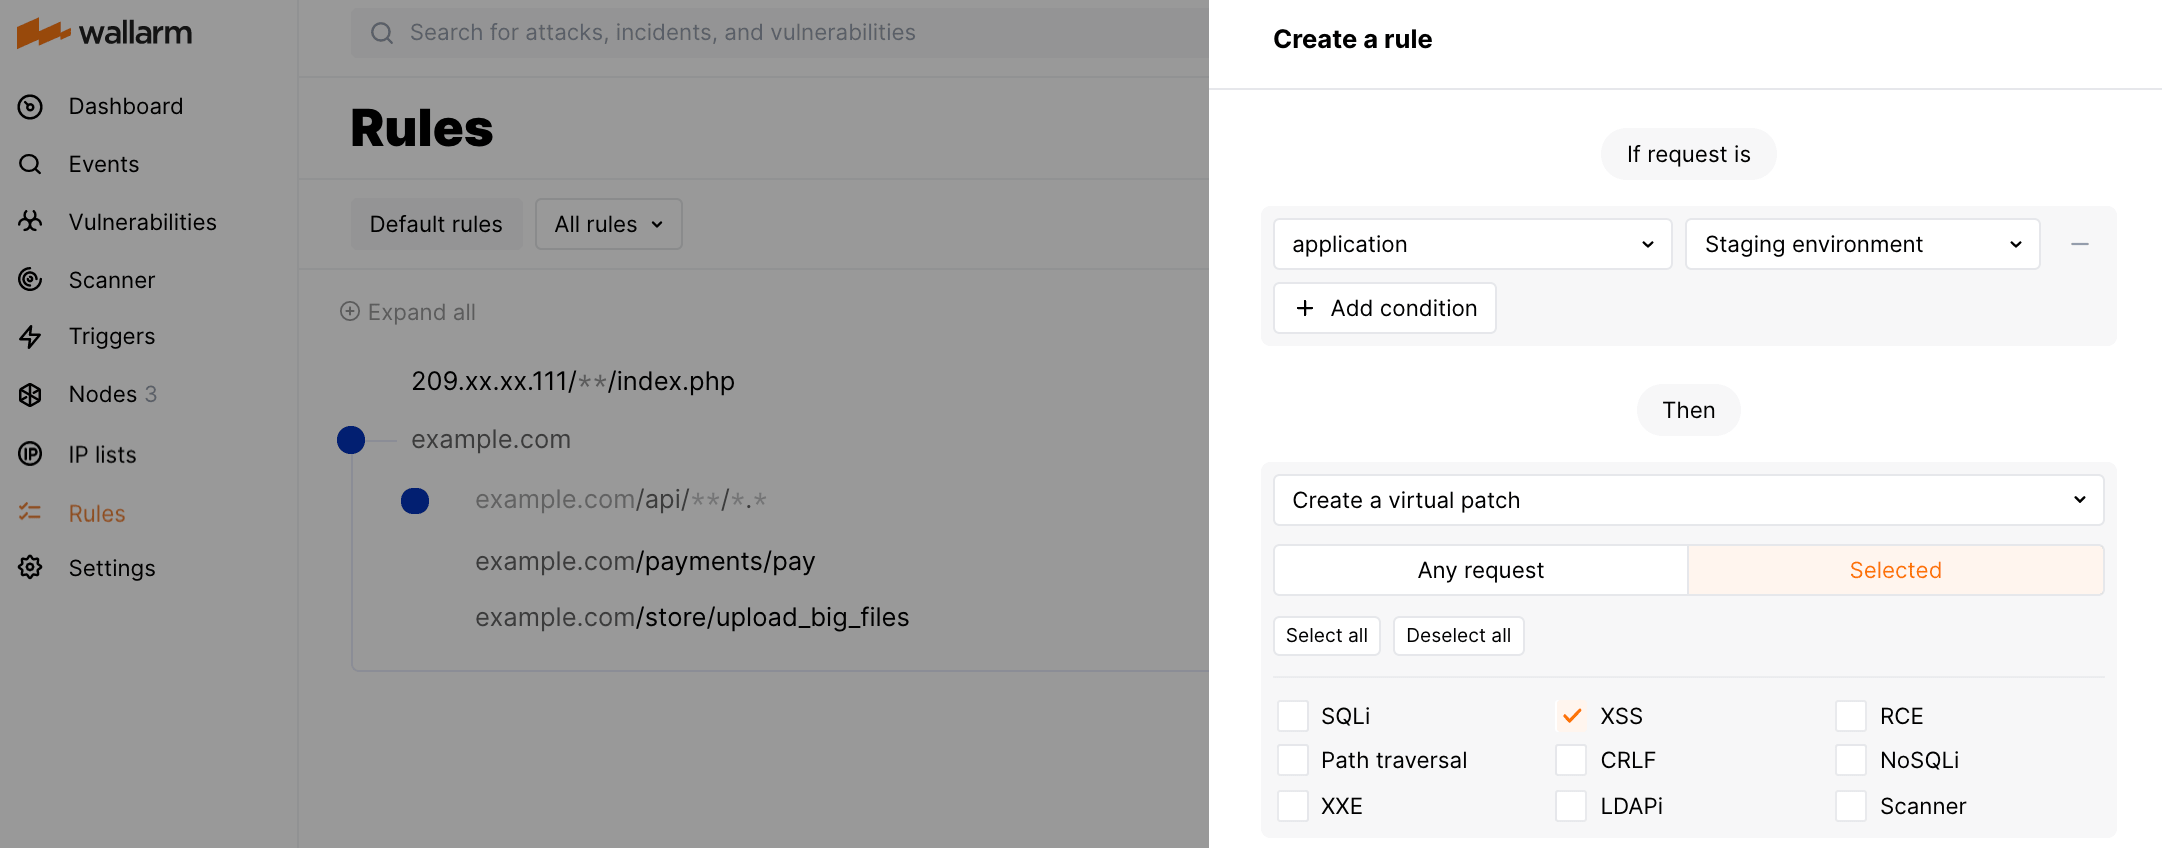 wallarm
Dashboard
Events
Vulnerabilities
Scanner
Triggers
Nodes 3
IP lists
Rules
Settings
Search for attacks, incidents, and vulnerabilities
Rules
Default rules
All rules
Expand all
209.xx.xx.111/**/index.php
example.com
example.com/api/**/*.*
example.com/payments/pay
example.com/store/upload_big_files
Create a rule
If request is
application
Staging environment
Add condition
Then
Create a virtual patch
Any request
Selected
Select all
Deselect all
SQLi
XSS
RCE
Path traversal
CRLF
NoSQLi
XXE
LDAPi
Scanner